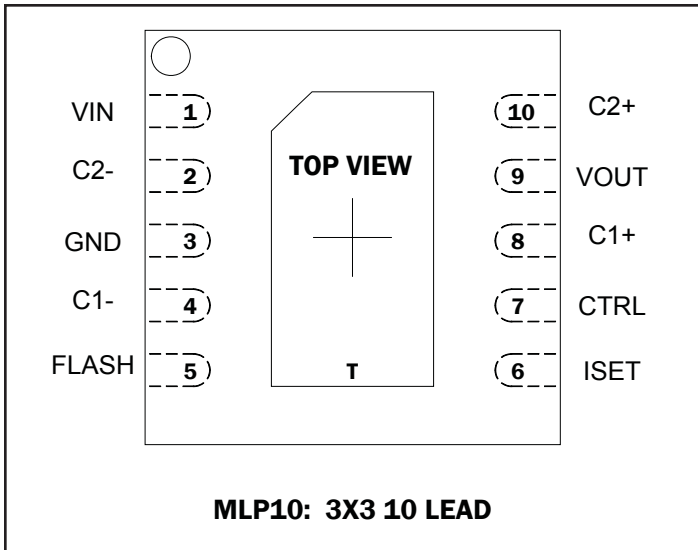 VIN 1 10 C2+
C2- 2 TOP VIEW 9 VOUT
GND 3 8 C1+
C1- 4 7 CTRL
FLASH 5 T 6 ISET
MLP10: 3X3 10 LEAD